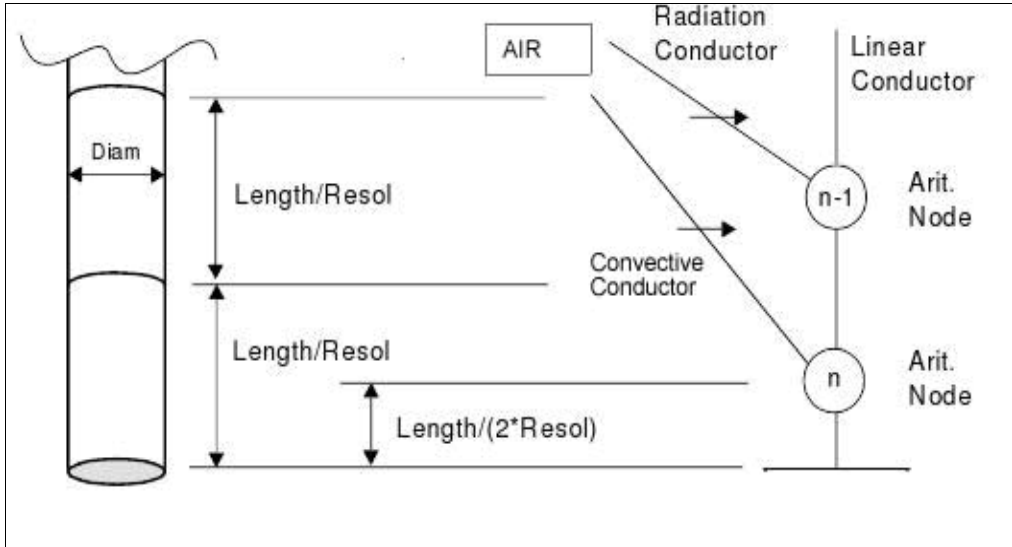 Radiation
Conductor
AIR
Linear
Conductor
Diam
Length/Resol
n-1
Arit.
Node
Convective
Conductor
Length/Resol
n
Arit.
Node
Length/(2*Resol)